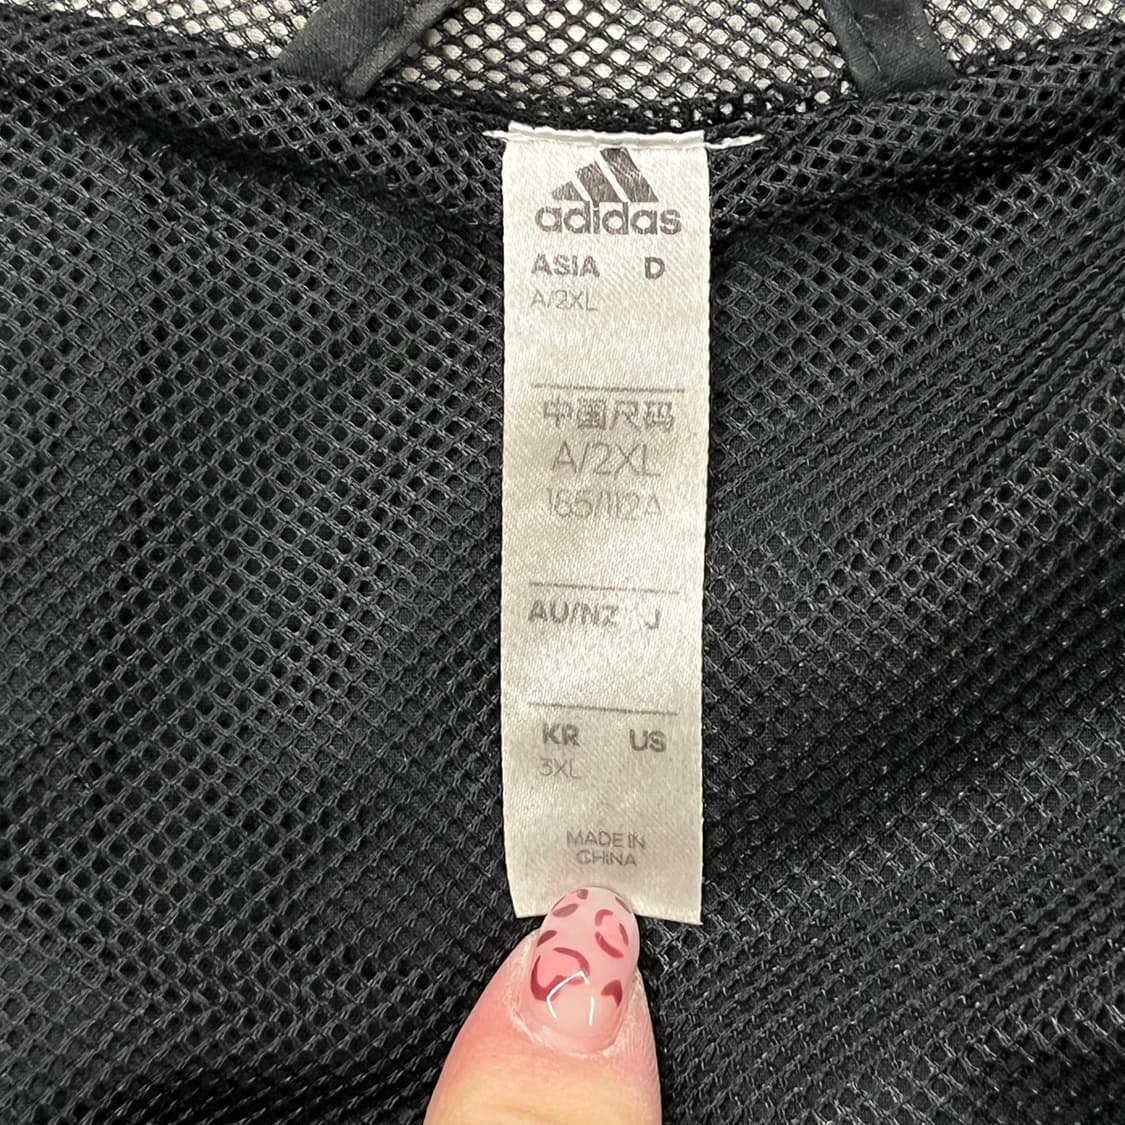 adidas
ASIA D
A/2XL
中国尺码
A/2XL
185/112A
AU/NZ J
KR US
3XL
MADE IN
CHINA